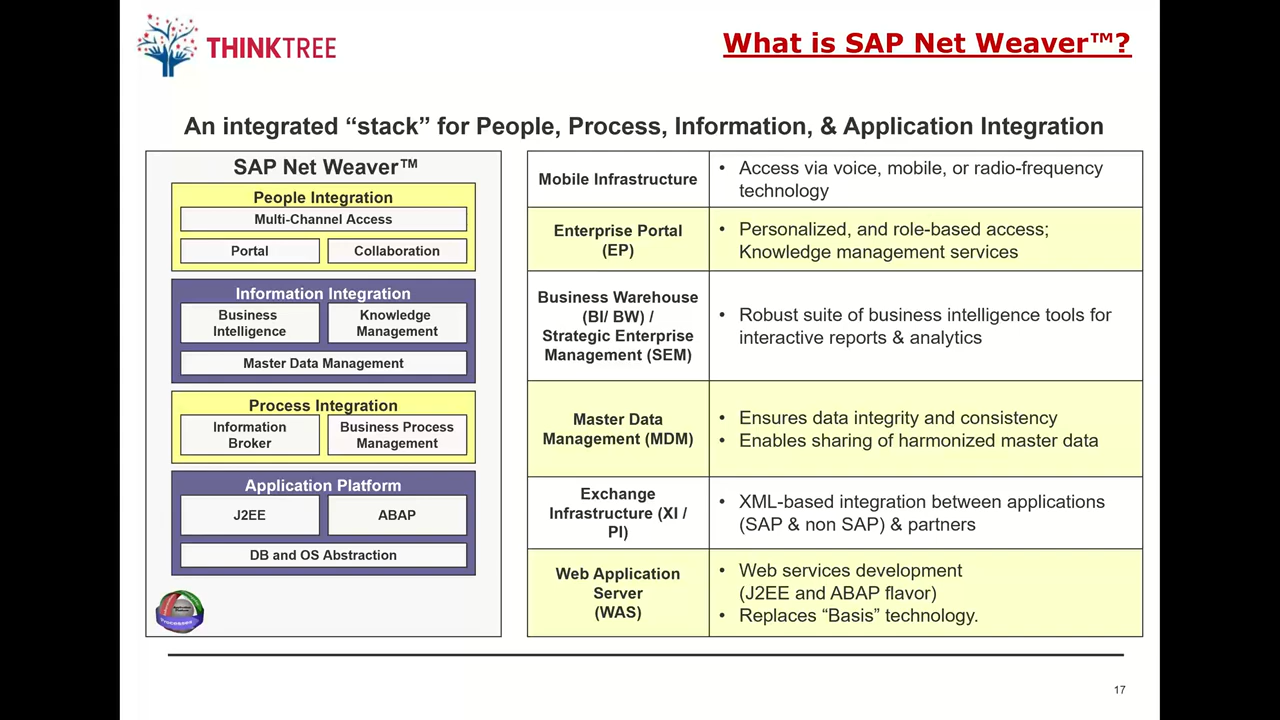 THINKTREE
What is SAP Net Weaver™?
An integrated “stack” for People, Process, Information, & Application Integration
SAP Net Weaver™
People Integration
Multi-Channel Access
Portal
Collaboration
Information Integration
Business
Intelligence
Knowledge
Management
Master Data Management
Process Integration
Information
Broker
Business Process
Management
Application Platform
J2EE
ABAP
DB and OS Abstraction
Mobile Infrastructure
• Access via voice, mobile, or radio-frequency
technology
Enterprise Portal
(EP)
• Personalized, and role-based access;
Knowledge management services
Business Warehouse
(BI/ BW) /
Strategic Enterprise
Management (SEM)
• Robust suite of business intelligence tools for
interactive reports & analytics
Master Data
Management (MDM)
• Ensures data integrity and consistency
• Enables sharing of harmonized master data
Exchange
Infrastructure (XI /
PI)
• XML-based integration between applications
(SAP & non SAP) & partners
Web Application
Server
(WAS)
• Web services development
(J2EE and ABAP flavor)
• Replaces “Basis” technology.
17